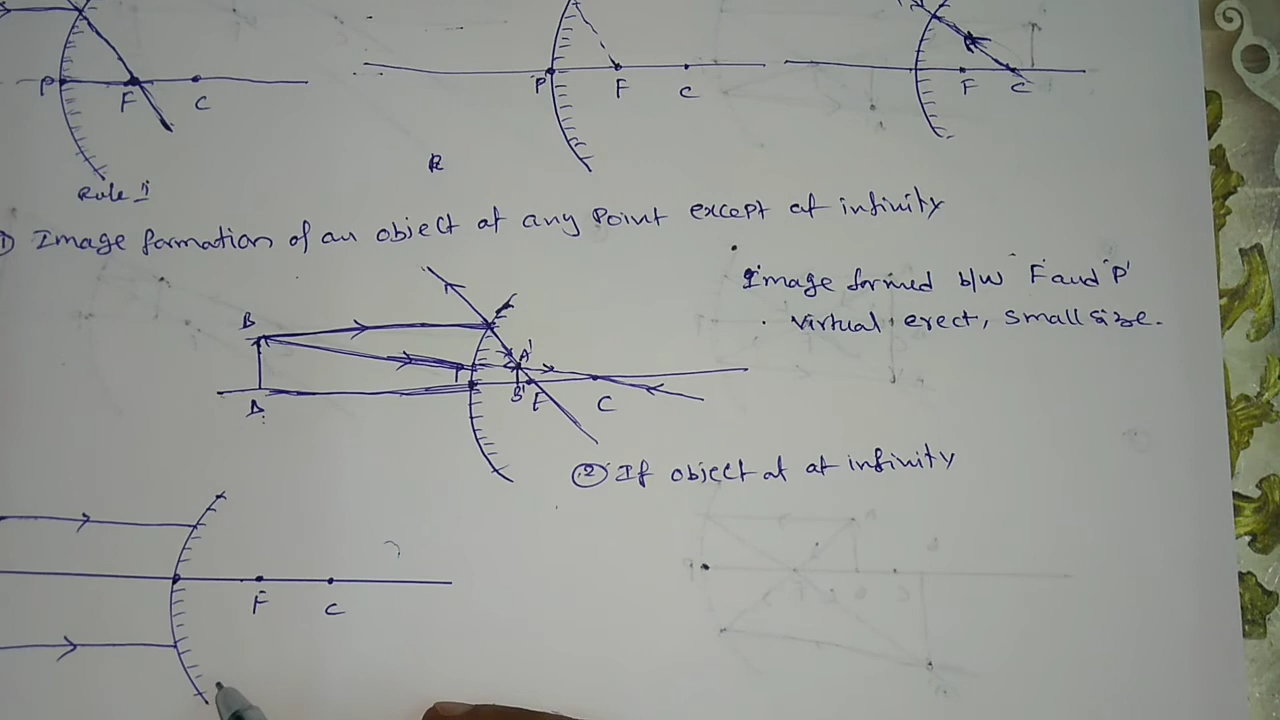 P F C
P F C
F C
R
Rule 1
1) Image formation of an object at any point except at infinity
Image formed b/w "F and "P'
virtual, erect, small size.
B
A'
P
B' F C
A
② If object at at infinity
F C